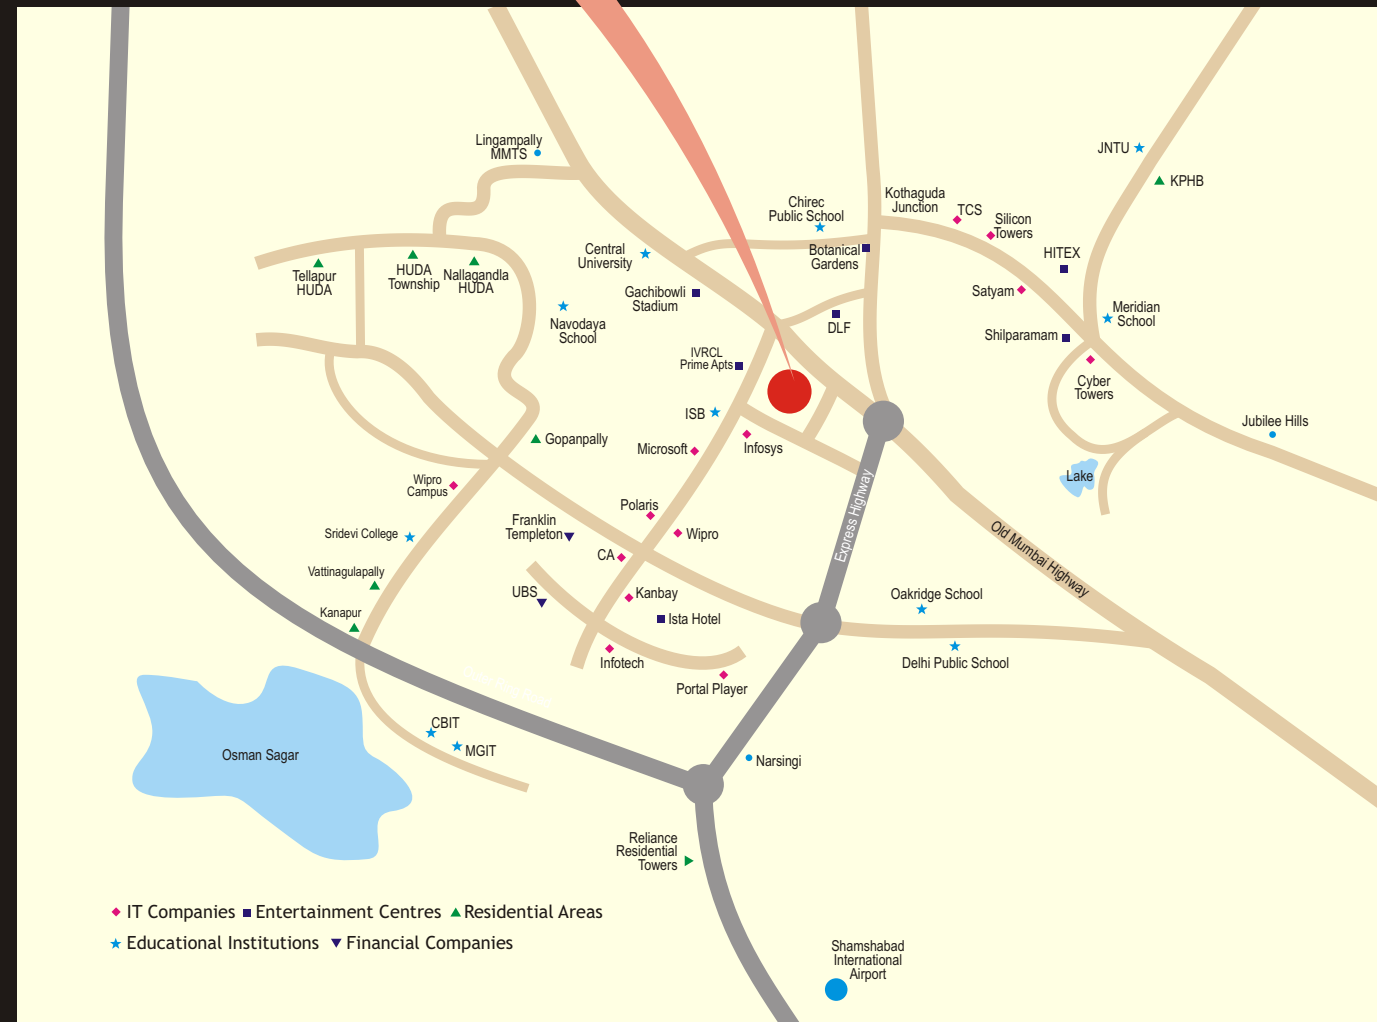 Lingampally
MMTS
JNTU
KPHB
Kothaguda
Junction
TCS
Silicon
Towers
Chirec
Public School
Central
University
Botanical
Gardens
HITEX
Tellapur
HUDA
HUDA
Township
Nallagandla
HUDA
Gachibowli
Stadium
Satyam
Navodaya
School
DLF
Meridian
School
Shilparamam
IVRCL
Prime Apts
Cyber
Towers
ISB
Jubilee Hills
Gopanpally
Microsoft
Infosys
Lake
Wipro
Campus
Express Highway
Polaris
Franklin
Templeton
Wipro
Sridevi College
Old Mumbai Highway
CA
Vattinagulapally
UBS
Kanbay
Oakridge School
Kanapur
Ista Hotel
Infotech
Delhi Public School
Portal Player
CBIT
MGIT
Osman Sagar
Narsingi
Reliance
Residential
Towers
IT Companies
Entertainment Centres
Residential Areas
Educational Institutions
Financial Companies
Shamshabad
International
Airport